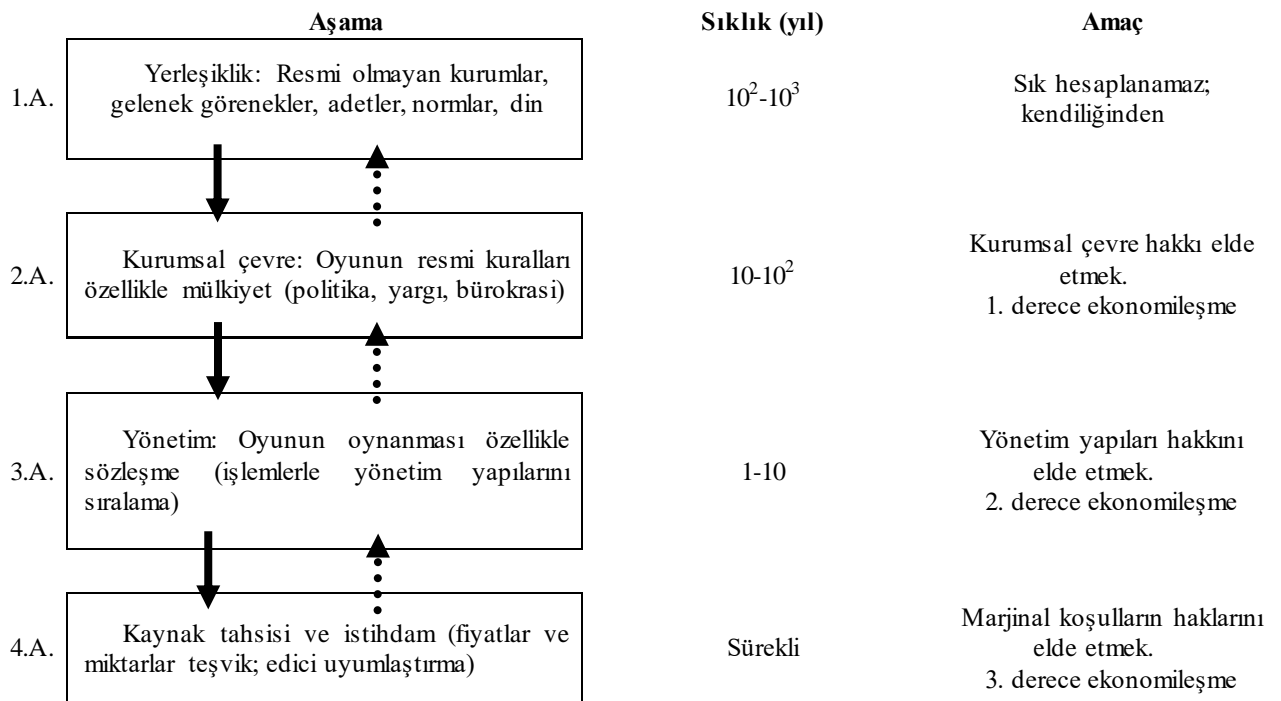 Aşama Sıklık (yıl) Amaç
1.A. Yerleşiklik: Resmi olmayan kurumlar,
gelenek görenekler, adetler, normlar, din
10²-10³
Sık hesaplanamaz;
kendiliğinden
2.A. Kurumsal çevre: Oyunun resmi kuralları
özellikle mülkiyet (politika, yargı, bürokrasi)
10-10²
Kurumsal çevre hakkı elde
etmek.
1. derece ekonomileşme
3.A. Yönetim: Oyunun oynanması özellikle
sözleşme (işlemlerle yönetim yapılarını
sıralama)
1-10
Yönetim yapıları hakkını
elde etmek.
2. derece ekonomileşme
4.A. Kaynak tahsisi ve istihdam (fiyatlar ve
miktarlar teşvik; edici uyumlaştırma)
Sürekli
Marjinal koşulların haklarını
elde etmek.
3. derece ekonomileşme